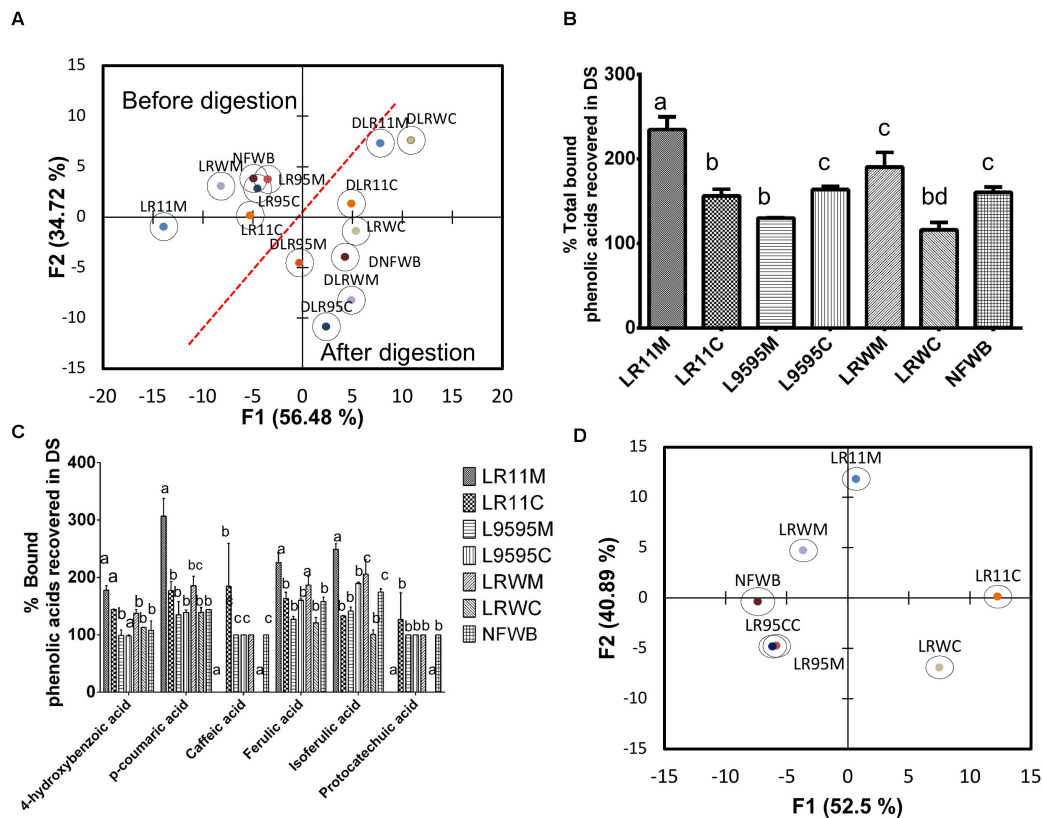 A
15
10
5
0
-5
-10
-15
F2 (34.72 %)
Before digestion
After digestion
DLR11M
DLRWC
NFWB
LRWM
LR95M
LR95C
LR11M
LR11C
DLR11C
LRWC
DLR95M
DNFWB
DLRWM
DLR95C
-20
-15
-10
-5
0
5
10
15
20
F1 (56.48 %)
B
% Total bound
phenolic acids recovered in DS
300
200
100
0
a
b
b
c
c
bd
c
LR11M
LR11C
L9595M
L9595C
LRWM
LRWC
NFWB
C
% Bound
phenolic acids recovered in DS
400
300
200
100
0
a
a
b
b
a
b
b
a
b
b
b
bc
b
b
a
b
c
c
c
a
c
a
b
b
b
a
b
b
a
b
b
b
c
b
c
a
b
b
b
b
a
b
4-hydroxybenzoic acid
p-coumaric acid
Caffeic acid
Ferulic acid
Isoferulic acid
Protocatechuic acid
LR11M
LR11C
L9595M
L9595C
LRWM
LRWC
NFWB
D
15
10
5
0
-5
-10
-15
F2 (40.89 %)
LR11M
LRWM
NFWB
LR11C
LR95CC
LR95M
LRWC
-15
-10
-5
0
5
10
15
F1 (52.5 %)